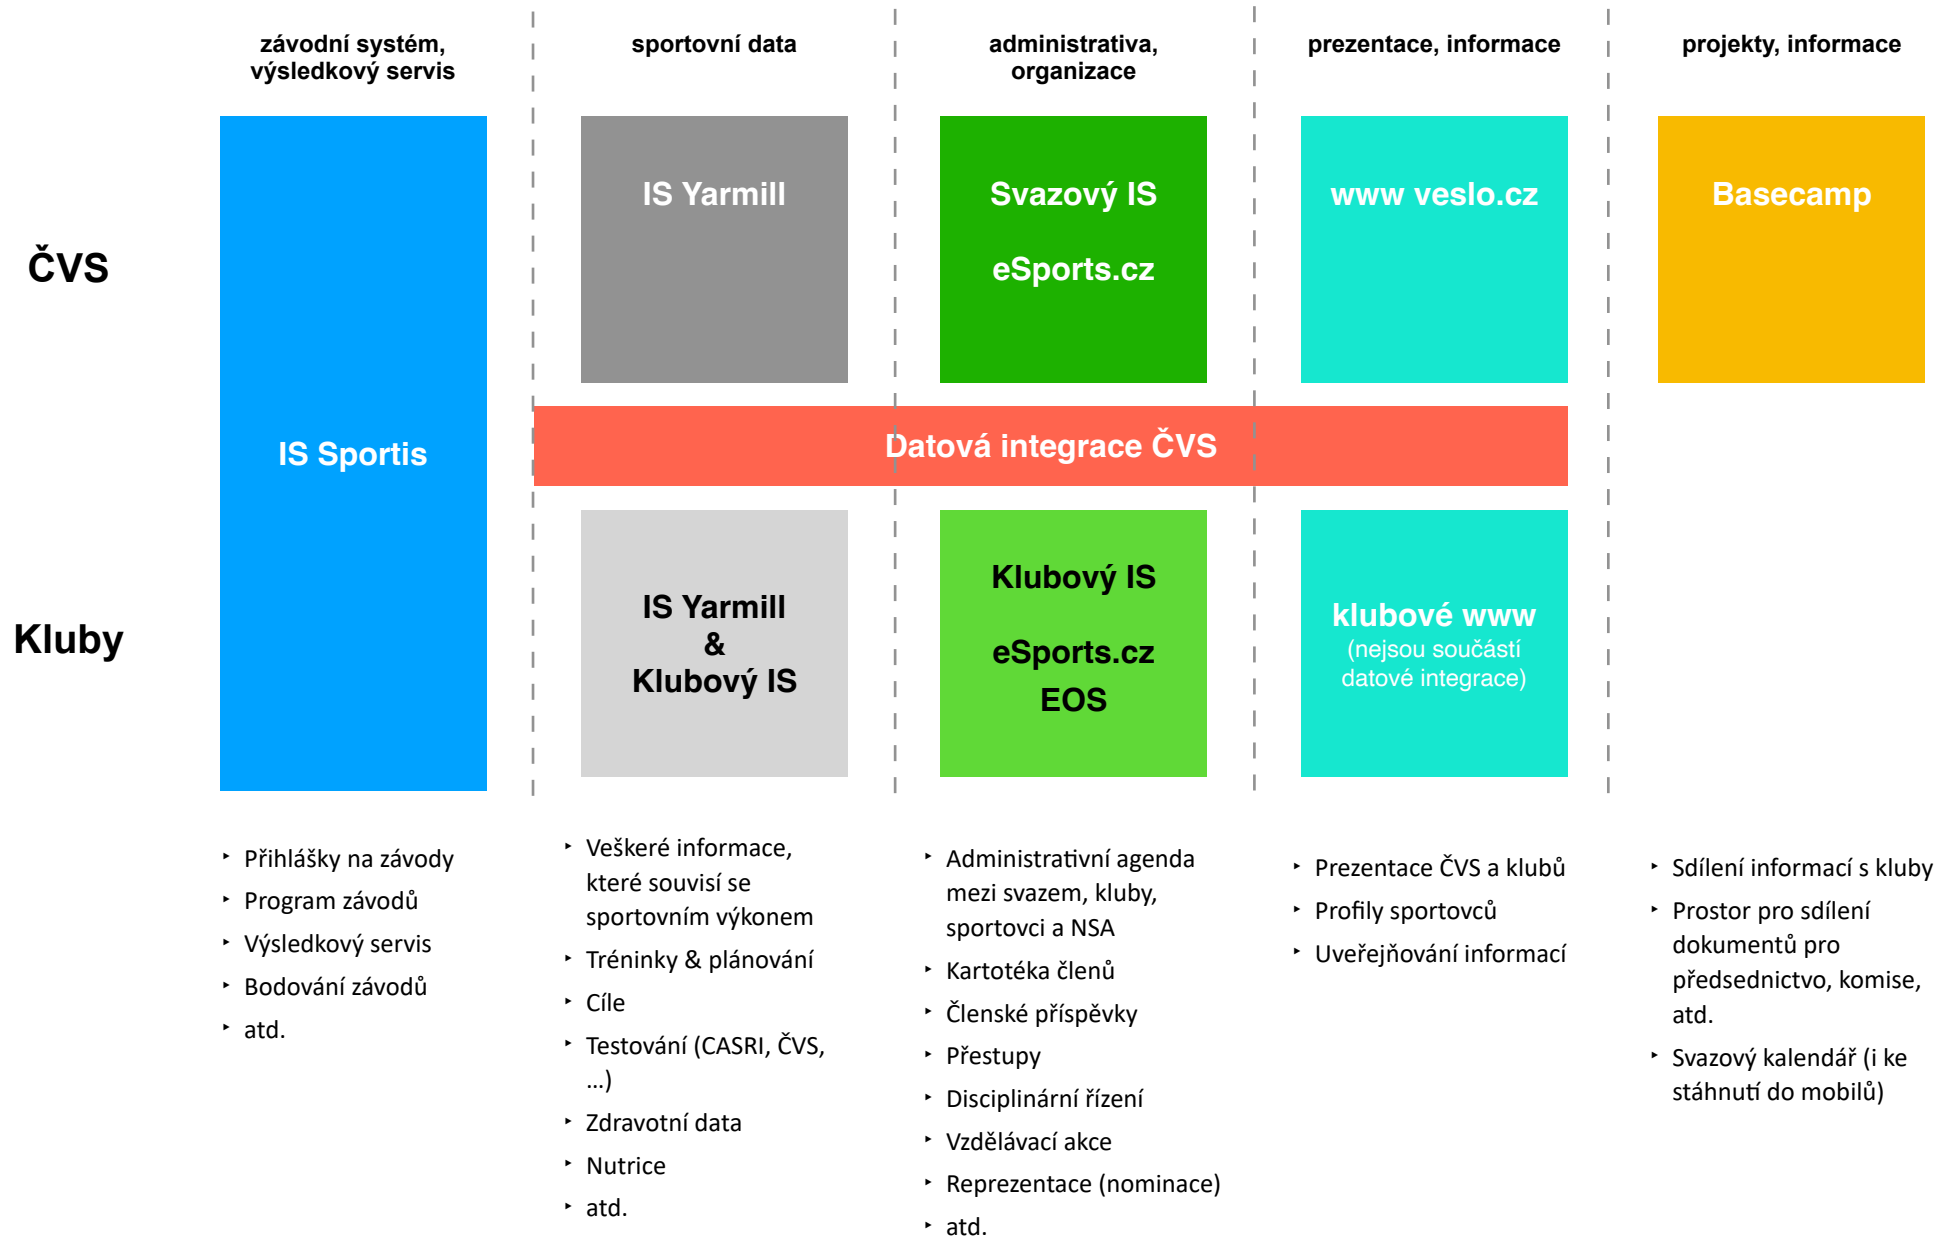 závodní systém,
výsledkový servis
sportovní data
administrativa,
organizace
prezentace, informace
projekty, informace
ČVS
IS Yarmill
Svazový IS
eSports.cz
www veslo.cz
Basecamp
IS Sportis
Datová integrace ČVS
Kluby
IS Yarmill
&
Klubový IS
Klubový IS
eSports.cz
EOS
klubové www
(nejsou součástí
datové integrace)
‣ Přihlášky na závody
‣ Program závodů
‣ Výsledkový servis
‣ Bodování závodů
‣ atd.
‣ Veškeré informace,
které souvisí se
sportovním výkonem
‣ Tréninky & plánování
‣ Cíle
‣ Testování (CASRI, ČVS,
…)
‣ Zdravotní data
‣ Nutrice
‣ atd.
‣ Administrativní agenda
mezi svazem, kluby,
sportovci a NSA
‣ Kartotéka členů
‣ Členské příspěvky
‣ Přestupy
‣ Disciplinární řízení
‣ Vzdělávací akce
‣ Reprezentace (nominace)
‣ atd.
‣ Prezentace ČVS a klubů
‣ Profily sportovců
‣ Uveřejňování informací
‣ Sdílení informací s kluby
‣ Prostor pro sdílení
dokumentů pro
předsednictvo, komise,
atd.
‣ Svazový kalendář (i ke
stáhnutí do mobilů)